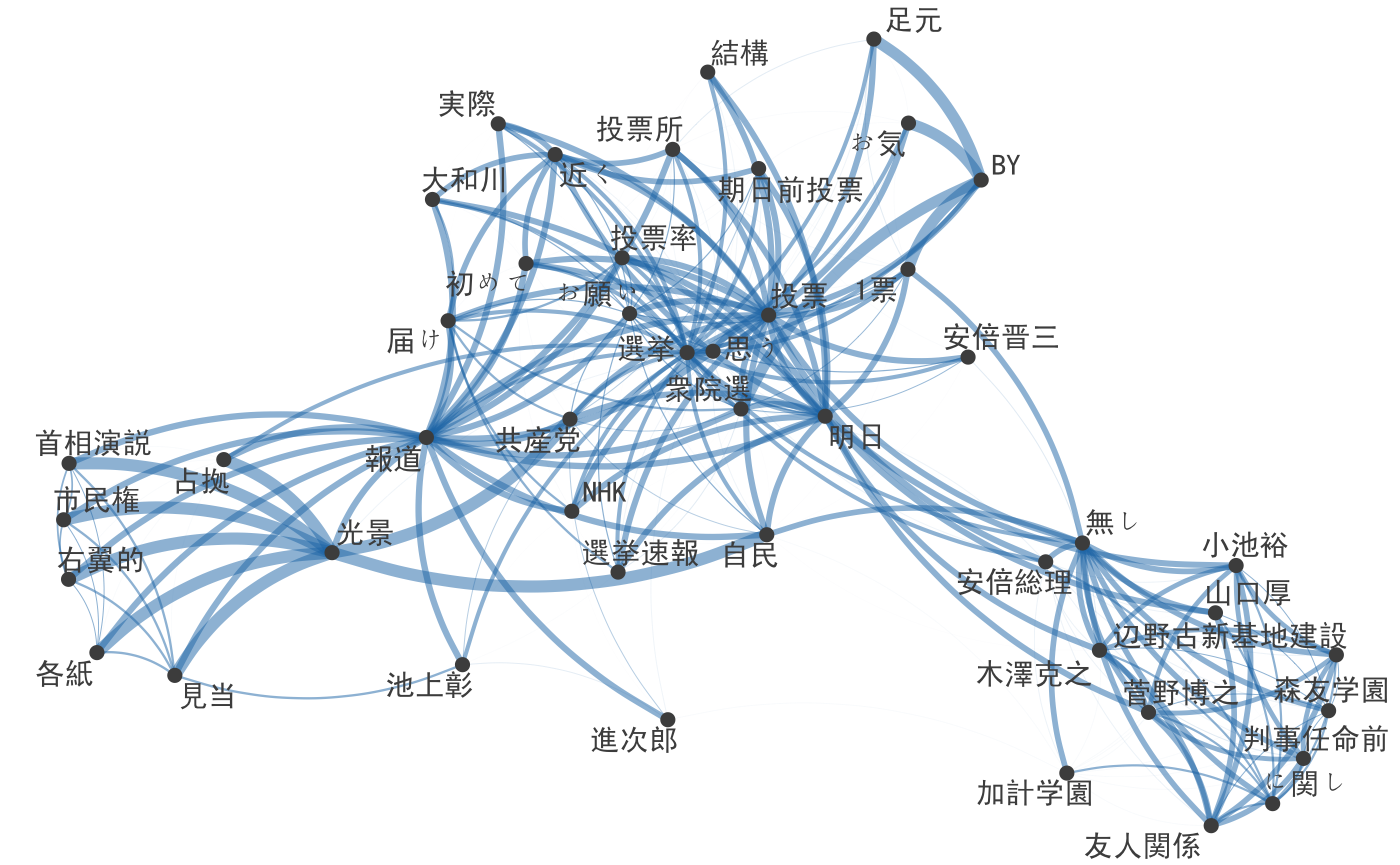 足元
結構
実際
投票所
お気
BY
近く
大和川
期日前投票
投票率
初めて
お願い
投票
1票
届け
選挙
思う
安倍晋三
衆院選
首相演説
報道
共産党
明日
占拠
市民権
NHK
光景
無し
右翼的
選挙速報
自民
小池裕
安倍総理
山口厚
辺野古新基地建設
各紙
見当
池上彰
木澤克之
菅野博之
森友学園
進次郎
判事任命前
に関し
加計学園
友人関係